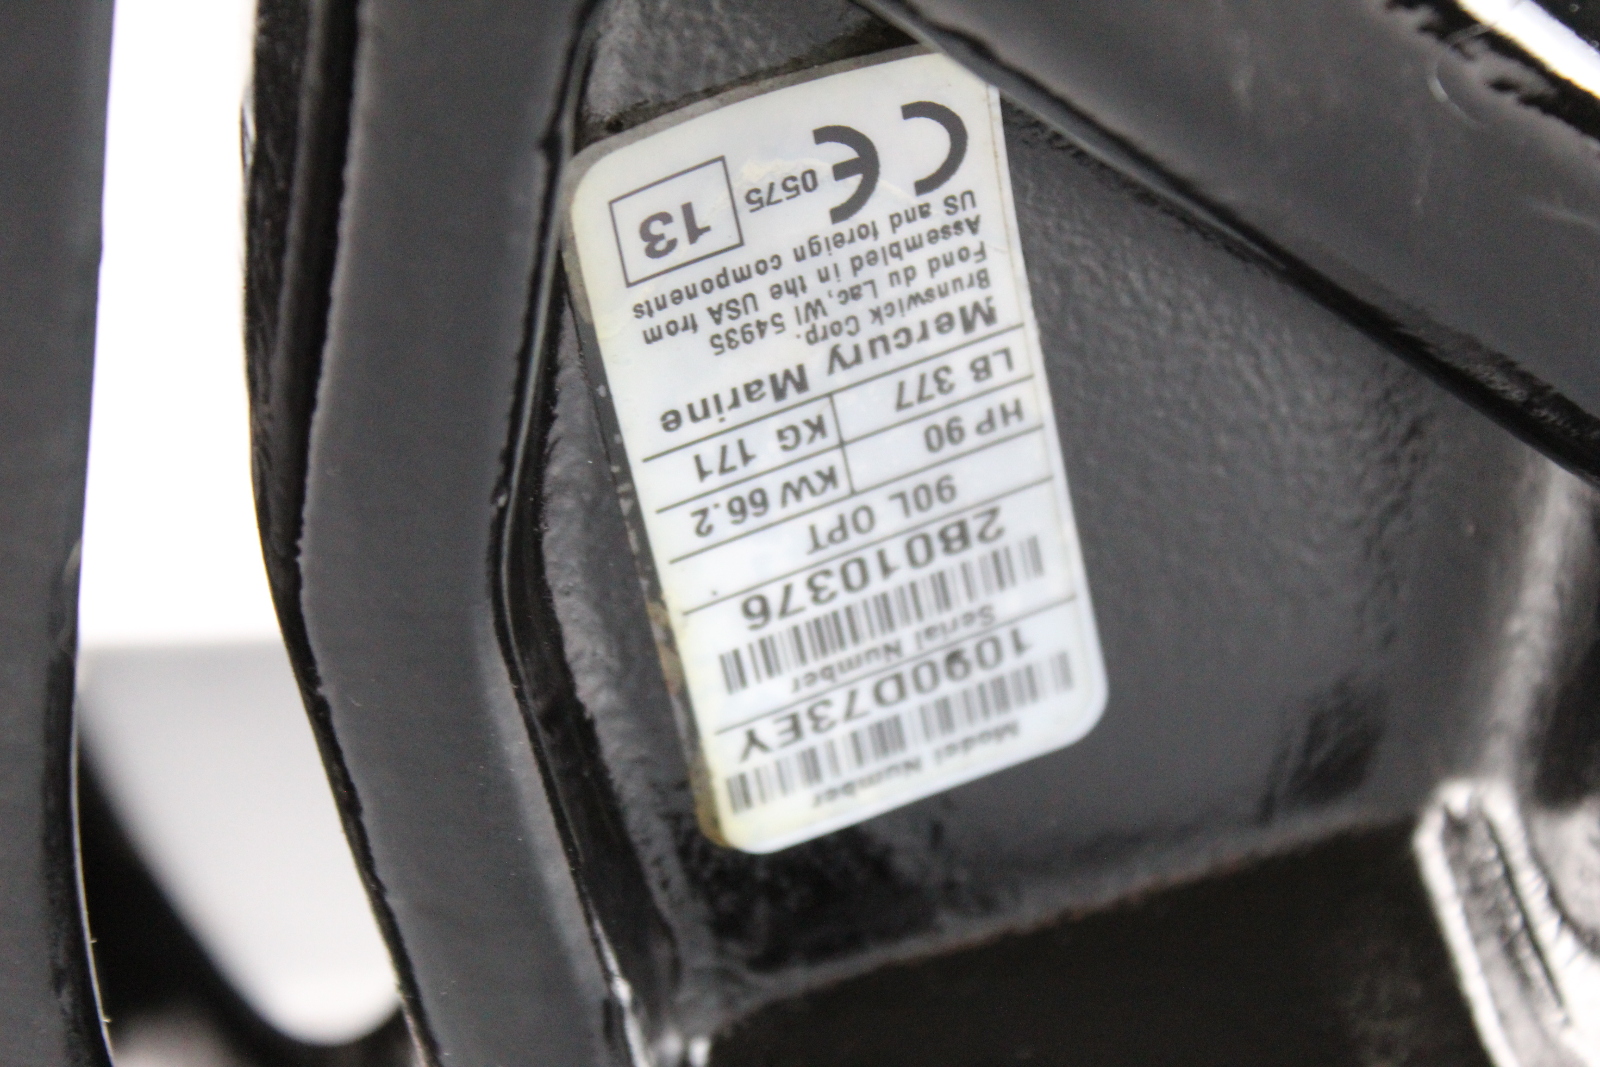 Model Number
1090D73EY
Serial Number
2B010376
90L OPT
HP 90 KW 66.2
LB 377 KG 171
Mercury Marine
Brunswick Corp.
Fond du Lac, WI 54935
Assembled in the USA from
US and foreign components
CE 0575 13